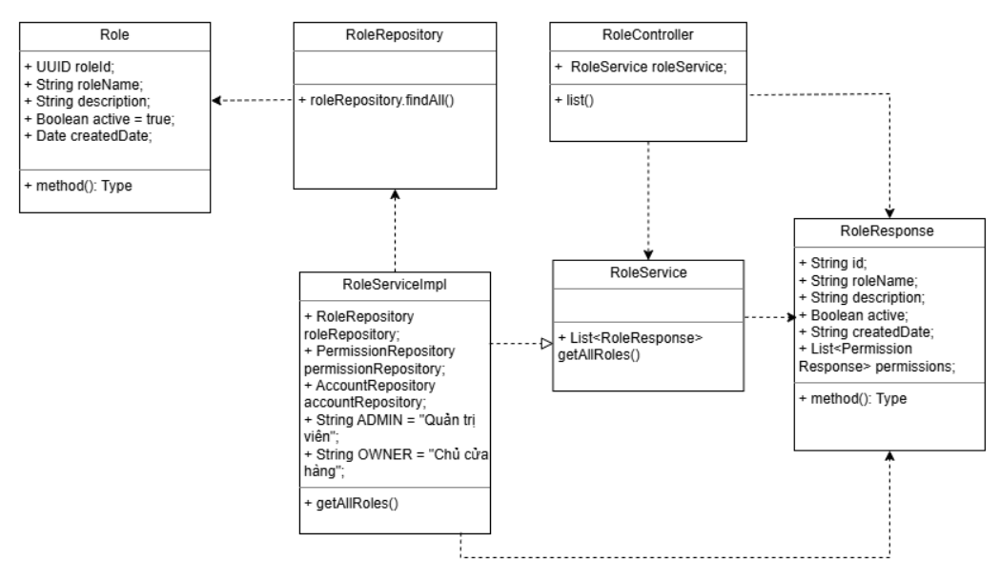 Role
+ UUID roleId;
+ String roleName;
+ String description;
+ Boolean active = true;
+ Date createdDate;
+ method(): Type
RoleRepository
+ roleRepository.findAll()
RoleController
+ RoleService roleService;
+ list()
RoleServiceImpl
+ RoleRepository
roleRepository;
+ PermissionRepository
permissionRepository;
+ AccountRepository
accountRepository;
+ String ADMIN = "Quản trị
viên";
+ String OWNER = "Chủ cửa
hàng";
+ getAllRoles()
RoleService
+ List<RoleResponse>
getAllRoles()
RoleResponse
+ String id;
+ String roleName;
+ String description;
+ Boolean active;
+ String createdDate;
+ List<Permission
Response> permissions;
+ method(): Type